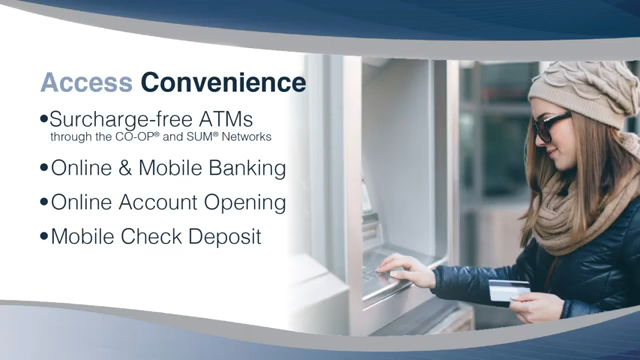 Access Convenience
•Surcharge-free ATMs
through the CO-OP® and SUM® Networks
•Online & Mobile Banking
•Online Account Opening
•Mobile Check Deposit